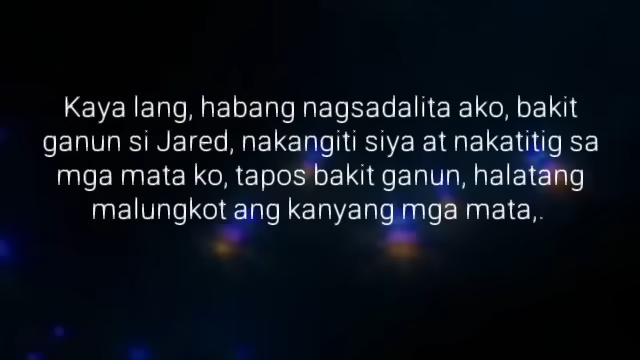 Kaya lang, habang nagsadalita ako, bakit
ganun si Jared, nakangiti siya at nakatitig sa
mga mata ko, tapos bakit ganun, halatang
malungkot ang kanyang mga mata,.